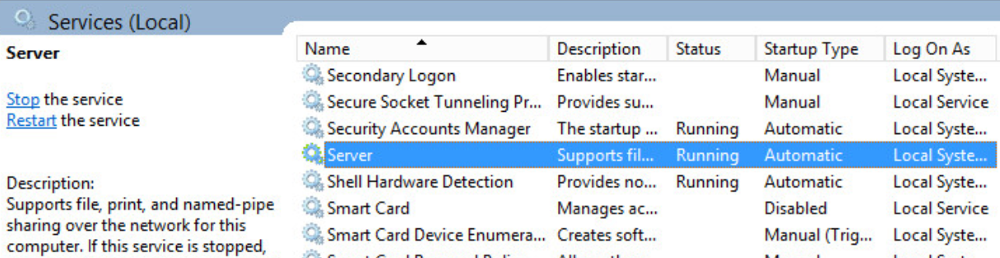 Services (Local)
Server
Stop the service
Restart the service
Description:
Supports file, print, and named-pipe
sharing over the network for this
computer. If this service is stopped,
Name Description Status Startup Type Log On As
Secondary Logon Enables star... Manual Local Syste...
Secure Socket Tunneling Pr... Provides su... Manual Local Service
Security Accounts Manager The startup ... Running Automatic Local Syste...
Server Supports fil... Running Automatic Local Syste...
Shell Hardware Detection Provides no... Running Automatic Local Syste...
Smart Card Manages ac... Disabled Local Service
Smart Card Device Enumera... Creates soft... Manual (Trig... Local Syste...